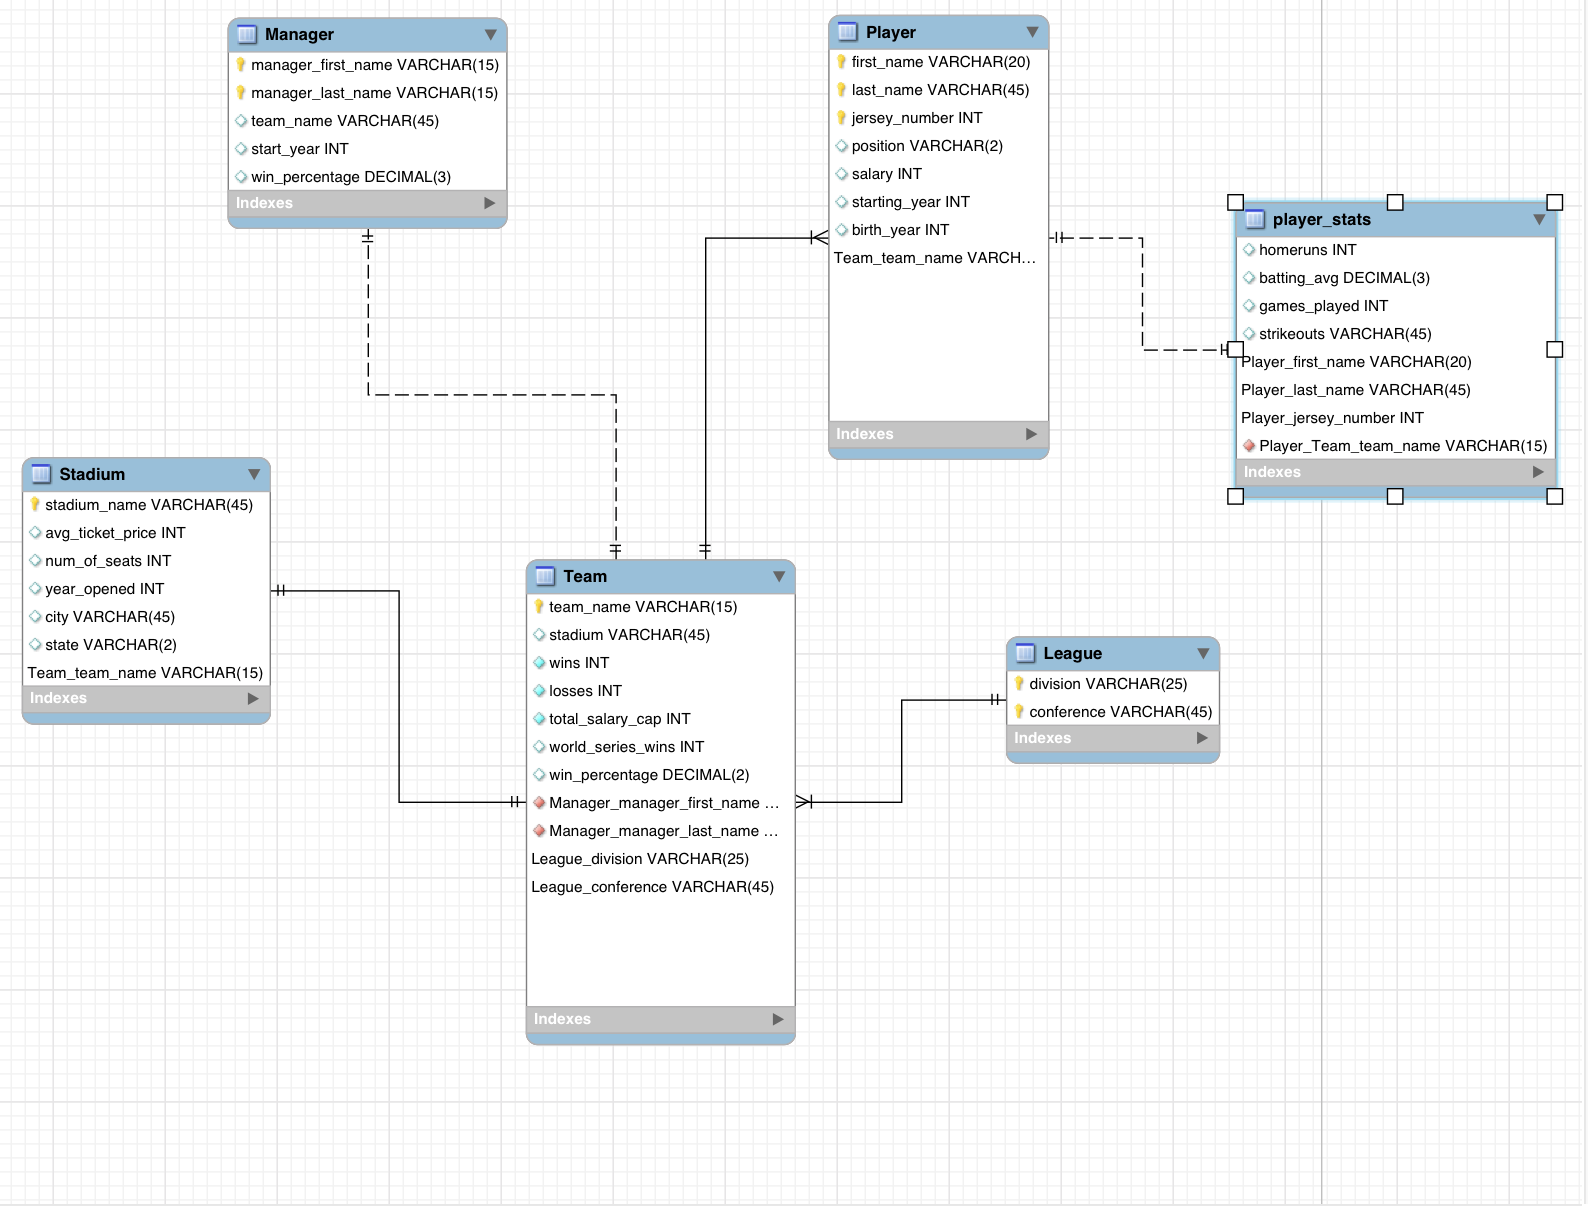 Manager
manager_first_name VARCHAR(15)
manager_last_name VARCHAR(15)
team_name VARCHAR(45)
start_year INT
win_percentage DECIMAL(3)
Indexes
Player
first_name VARCHAR(20)
last_name VARCHAR(45)
jersey_number INT
position VARCHAR(2)
salary INT
starting_year INT
birth_year INT
Team_team_name VARCH...
Indexes
player_stats
homeruns INT
batting_avg DECIMAL(3)
games_played INT
strikeouts VARCHAR(45)
Player_first_name VARCHAR(20)
Player_last_name VARCHAR(45)
Player_jersey_number INT
Player_Team_team_name VARCHAR(15)
Indexes
Stadium
stadium_name VARCHAR(45)
avg_ticket_price INT
num_of_seats INT
year_opened INT
city VARCHAR(45)
state VARCHAR(2)
Team_team_name VARCHAR(15)
Indexes
Team
team_name VARCHAR(15)
stadium VARCHAR(45)
wins INT
losses INT
total_salary_cap INT
world_series_wins INT
win_percentage DECIMAL(2)
Manager_manager_first_name ...
Manager_manager_last_name ...
League_division VARCHAR(25)
League_conference VARCHAR(45)
Indexes
League
division VARCHAR(25)
conference VARCHAR(45)
Indexes